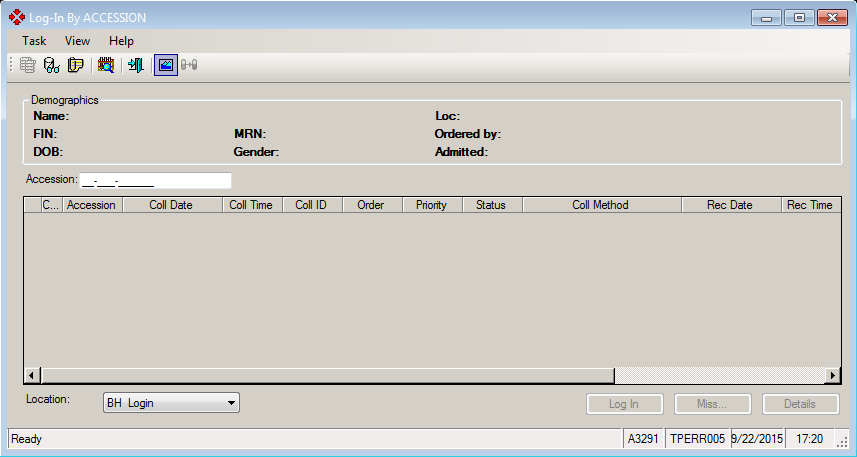 Log-In By ACCESSION
Task View Help
Demographics
Name: Loc:
FIN: MRN: Ordered by:
DOB: Gender: Admitted:
Accession: __-___-______
C... Accession Coll Date Coll Time Coll ID Order Priority Status Coll Method Rec Date Rec Time
Location: BH Login Log In Miss... Details
Ready A3291 TPERR005 9/22/2015 17:20